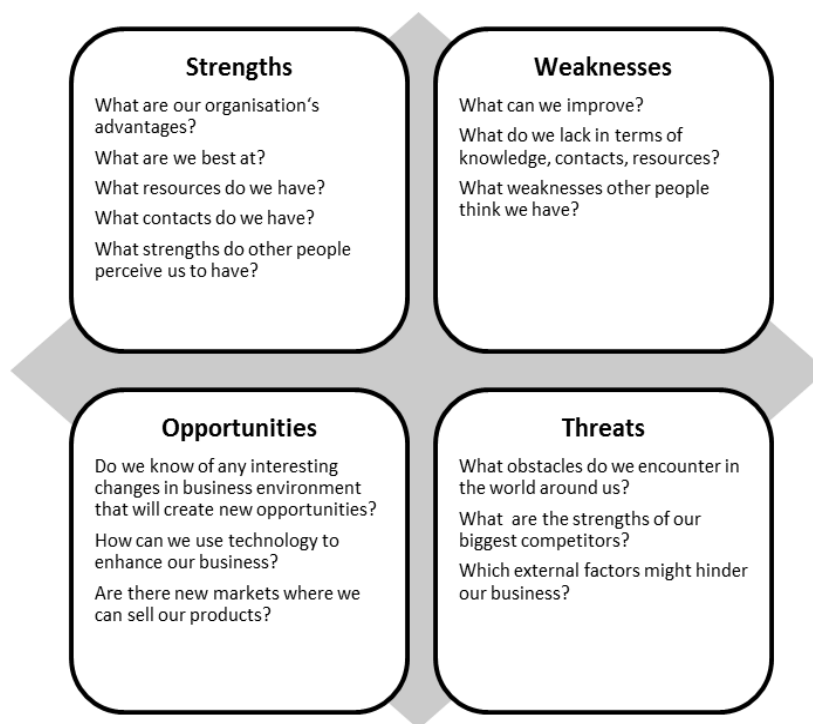 Strengths
What are our organisation‘s
advantages?
What are we best at?
What resources do we have?
What contacts do we have?
What strengths do other people
perceive us to have?
Weaknesses
What can we improve?
What do we lack in terms of
knowledge, contacts, resources?
What weaknesses other people
think we have?
Opportunities
Do we know of any interesting
changes in business environment
that will create new opportunities?
How can we use technology to
enhance our business?
Are there new markets where we
can sell our products?
Threats
What obstacles do we encounter in
the world around us?
What  are the strengths of our
biggest competitors?
Which external factors might hinder
our business?